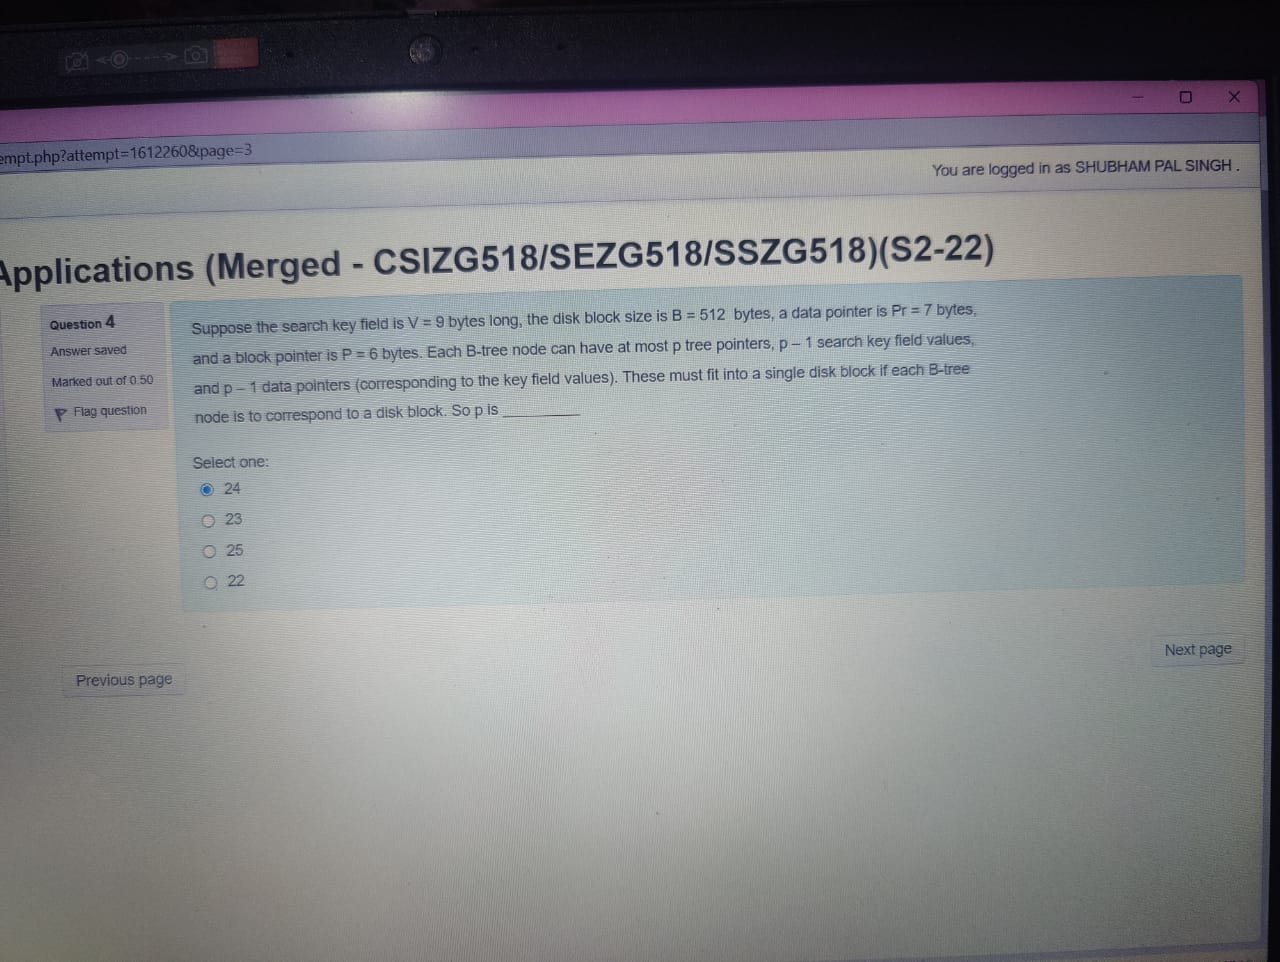 empt.php?attempt=1612260&page=3
You are logged in as SHUBHAM PAL SINGH .
Applications (Merged - CSIZG518/SEZG518/SSZG518)(S2-22)
Question 4
Answer saved
Marked out of 0.50
Flag question
Suppose the search key field is V = 9 bytes long, the disk block size is B = 512 bytes, a data pointer is Pr = 7 bytes,
and a block pointer is P = 6 bytes. Each B-tree node can have at most p tree pointers, p – 1 search key field values,
and p – 1 data pointers (corresponding to the key field values). These must fit into a single disk block if each B-tree
node is to correspond to a disk block. So p is __________
Select one:
24
23
25
22
Previous page
Next page